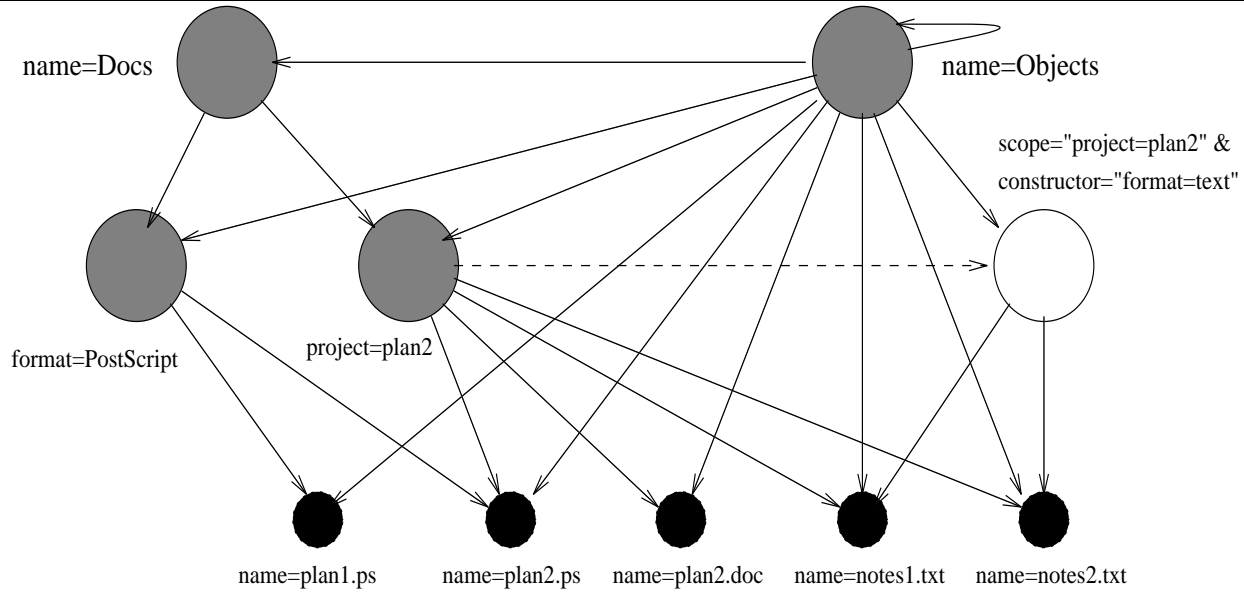 name=Docs
name=Objects
scope="project=plan2" &
constructor="format=text"
format=PostScript
project=plan2
name=plan1.ps
name=plan2.ps
name=plan2.doc
name=notes1.txt
name=notes2.txt